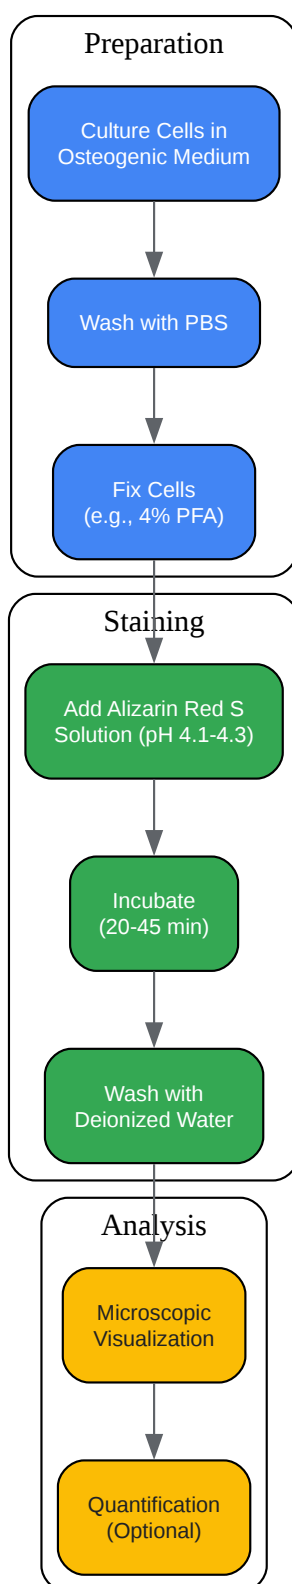 Preparation
Culture Cells in
Osteogenic Medium
Wash with PBS
Fix Cells
(e.g., 4% PFA)
Staining
Add Alizarin Red S
Solution (pH 4.1-4.3)
Incubate
(20-45 min)
Wash with
Deionized Water
Analysis
Microscopic
Visualization
Quantification
(Optional)